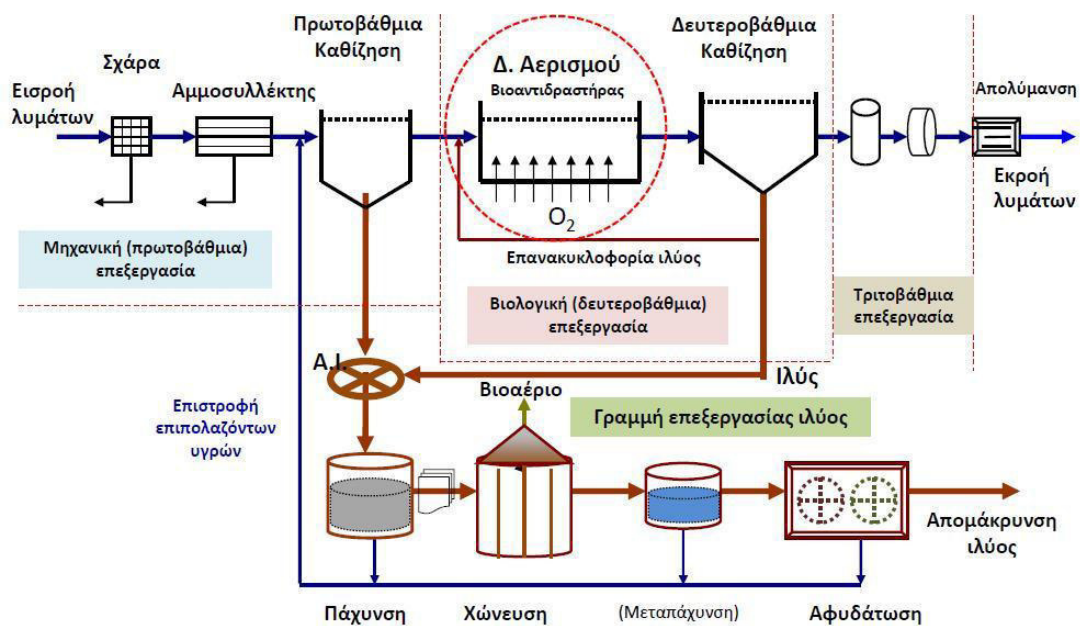 Πρωτοβάθμια
Καθίζηση
Δευτεροβάθμια
Καθίζηση
Σχάρα
Δ. Αερισμού
Βιοαντιδραστήρας
Εισροή
λυμάτων
Αμμοσυλλέκτης
Απολύμανση
Εκροή
λυμάτων
O2
Μηχανική (πρωτοβάθμια)
επεξεργασία
Επανακυκλοφορία ιλύος
Βιολογική (δευτεροβάθμια)
επεξεργασία
Τριτοβάθμια
επεξεργασία
Α.Ι.
Ιλύς
Βιοαέριο
Γραμμή επεξεργασίας ιλύος
Επιστροφή
επιπολαζόντων
υγρών
Απομάκρυνση
ιλύος
Πάχυνση
Χώνευση
(Μεταπάχυνση)
Αφυδάτωση